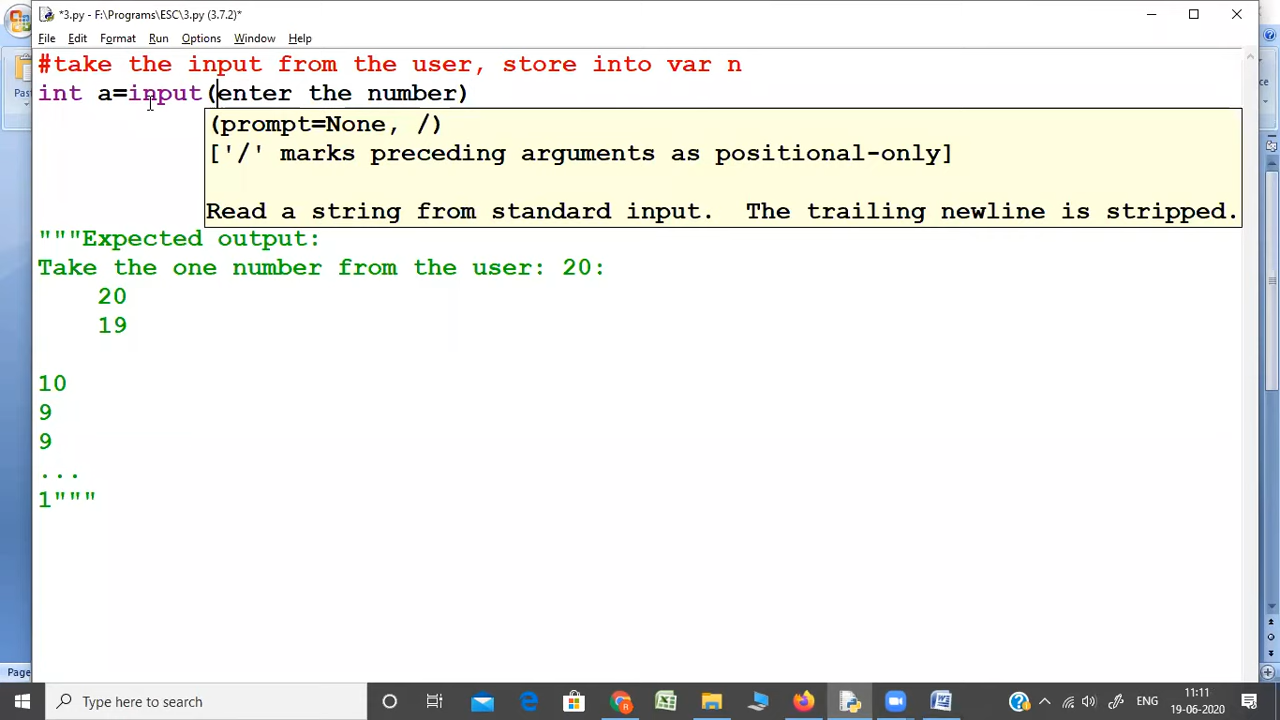 *3.py - F:\Programs\ESC\3.py (3.7.2)*
File Edit Format Run Options Window Help
#take the input from the user, store into var n
int a=input(enter the number)
(prompt=None, /)
['/' marks preceding arguments as positional-only]
Read a string from standard input.  The trailing newline is stripped.
"""Expected output:
Take the one number from the user: 20:
20
19
10
9
9
...
1"""
Past
Page
Type here to search
ENG
11:11
19-06-2020